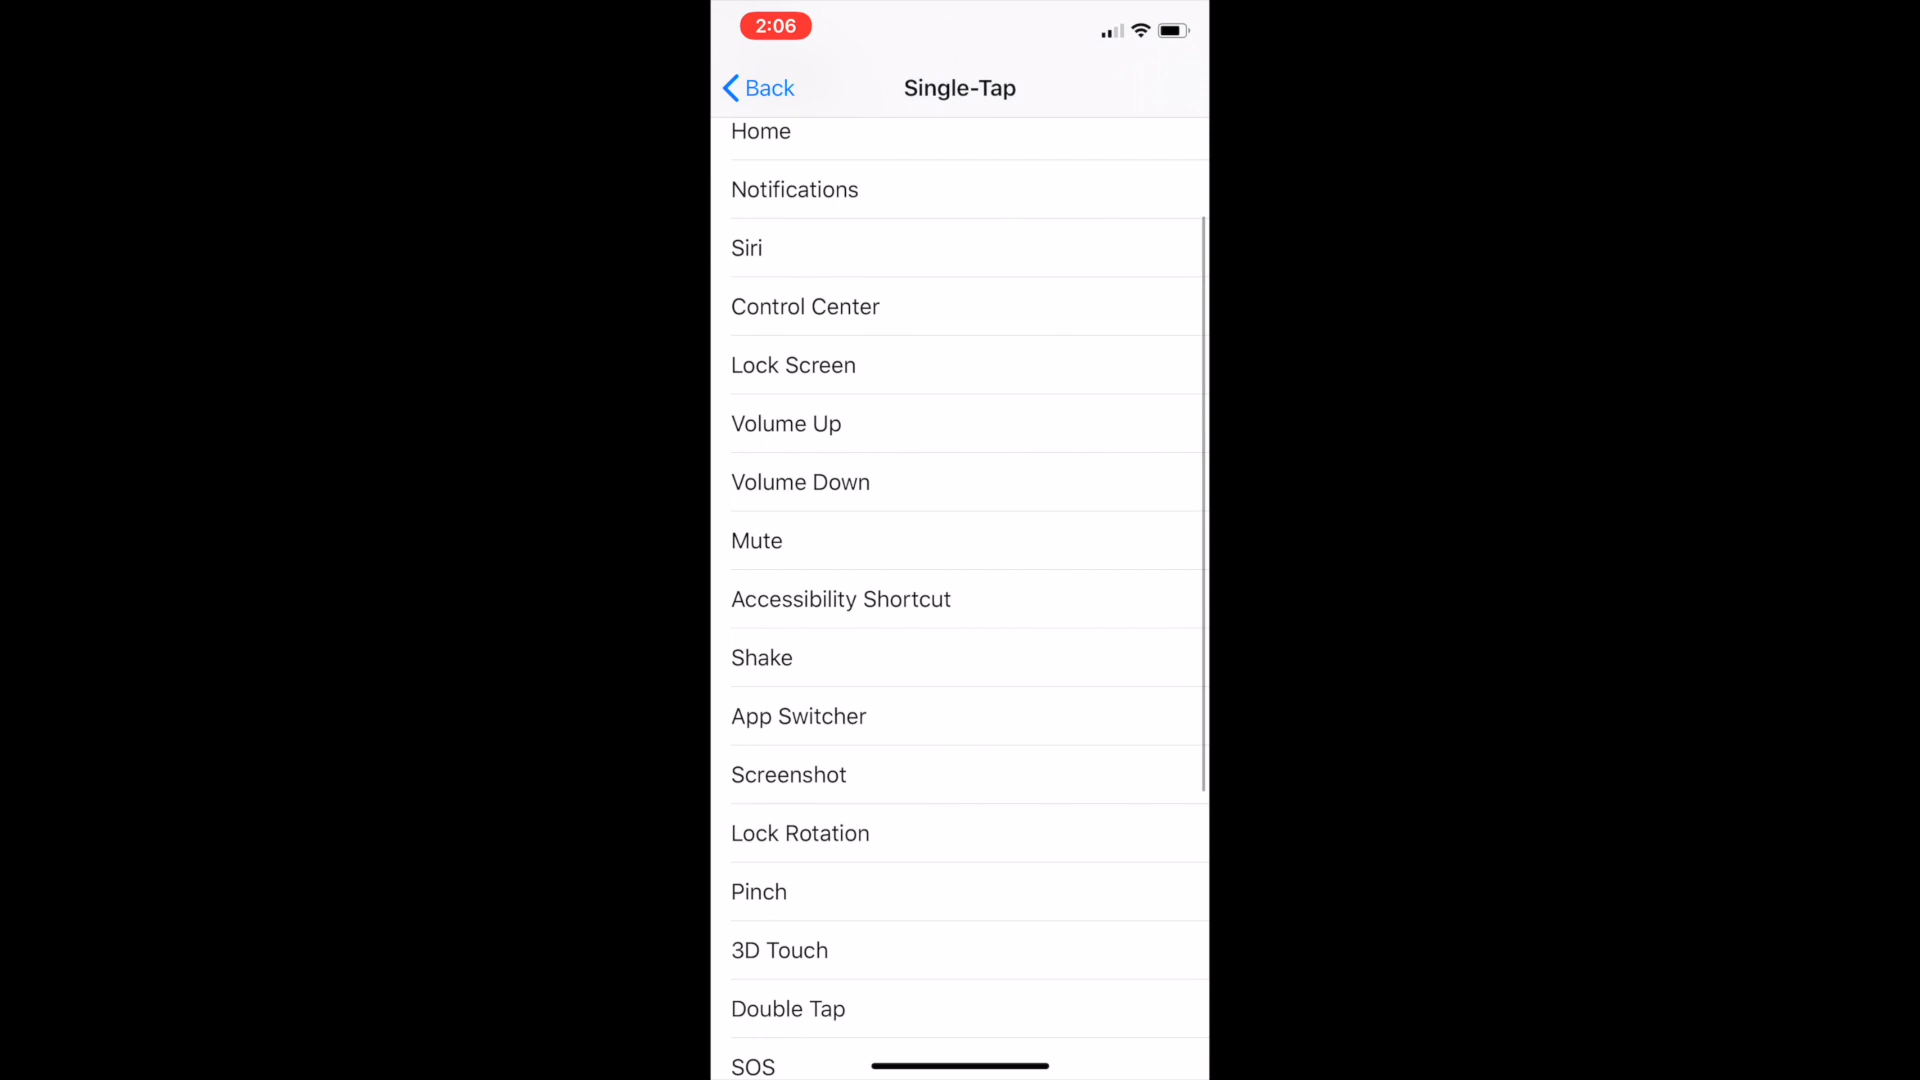 2:06
Back
Single-Tap
Home
Notifications
Siri
Control Center
Lock Screen
Volume Up
Volume Down
Mute
Accessibility Shortcut
Shake
App Switcher
Screenshot
Lock Rotation
Pinch
3D Touch
Double Tap
SOS